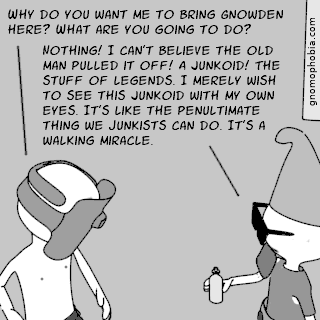 WHY DO YOU WANT ME TO BRING GNOWDEN
HERE? WHAT ARE YOU GOING TO DO?
NOTHING! I CAN'T BELIEVE THE OLD
MAN PULLED IT OFF! A JUNKOID! THE
STUFF OF LEGENDS. I MERELY WISH
TO SEE THIS JUNKOID WITH MY OWN
EYES. IT'S LIKE THE PENULTIMATE
THING WE JUNKISTS CAN DO. IT'S A
WALKING MIRACLE.
gnomophobia.com